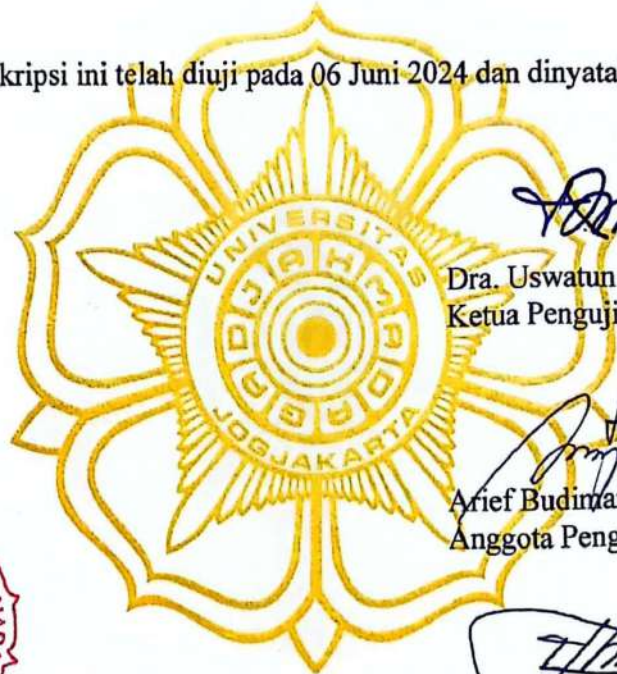 kripsi ini telah diuji pada 06 Juni 2024 dan dinyata
UNIVERSITAS
GADJAH MADA
JOGJAKARTA
Dra. Uswatun
Ketua Penguji
Arief Budima
Anggota Peng